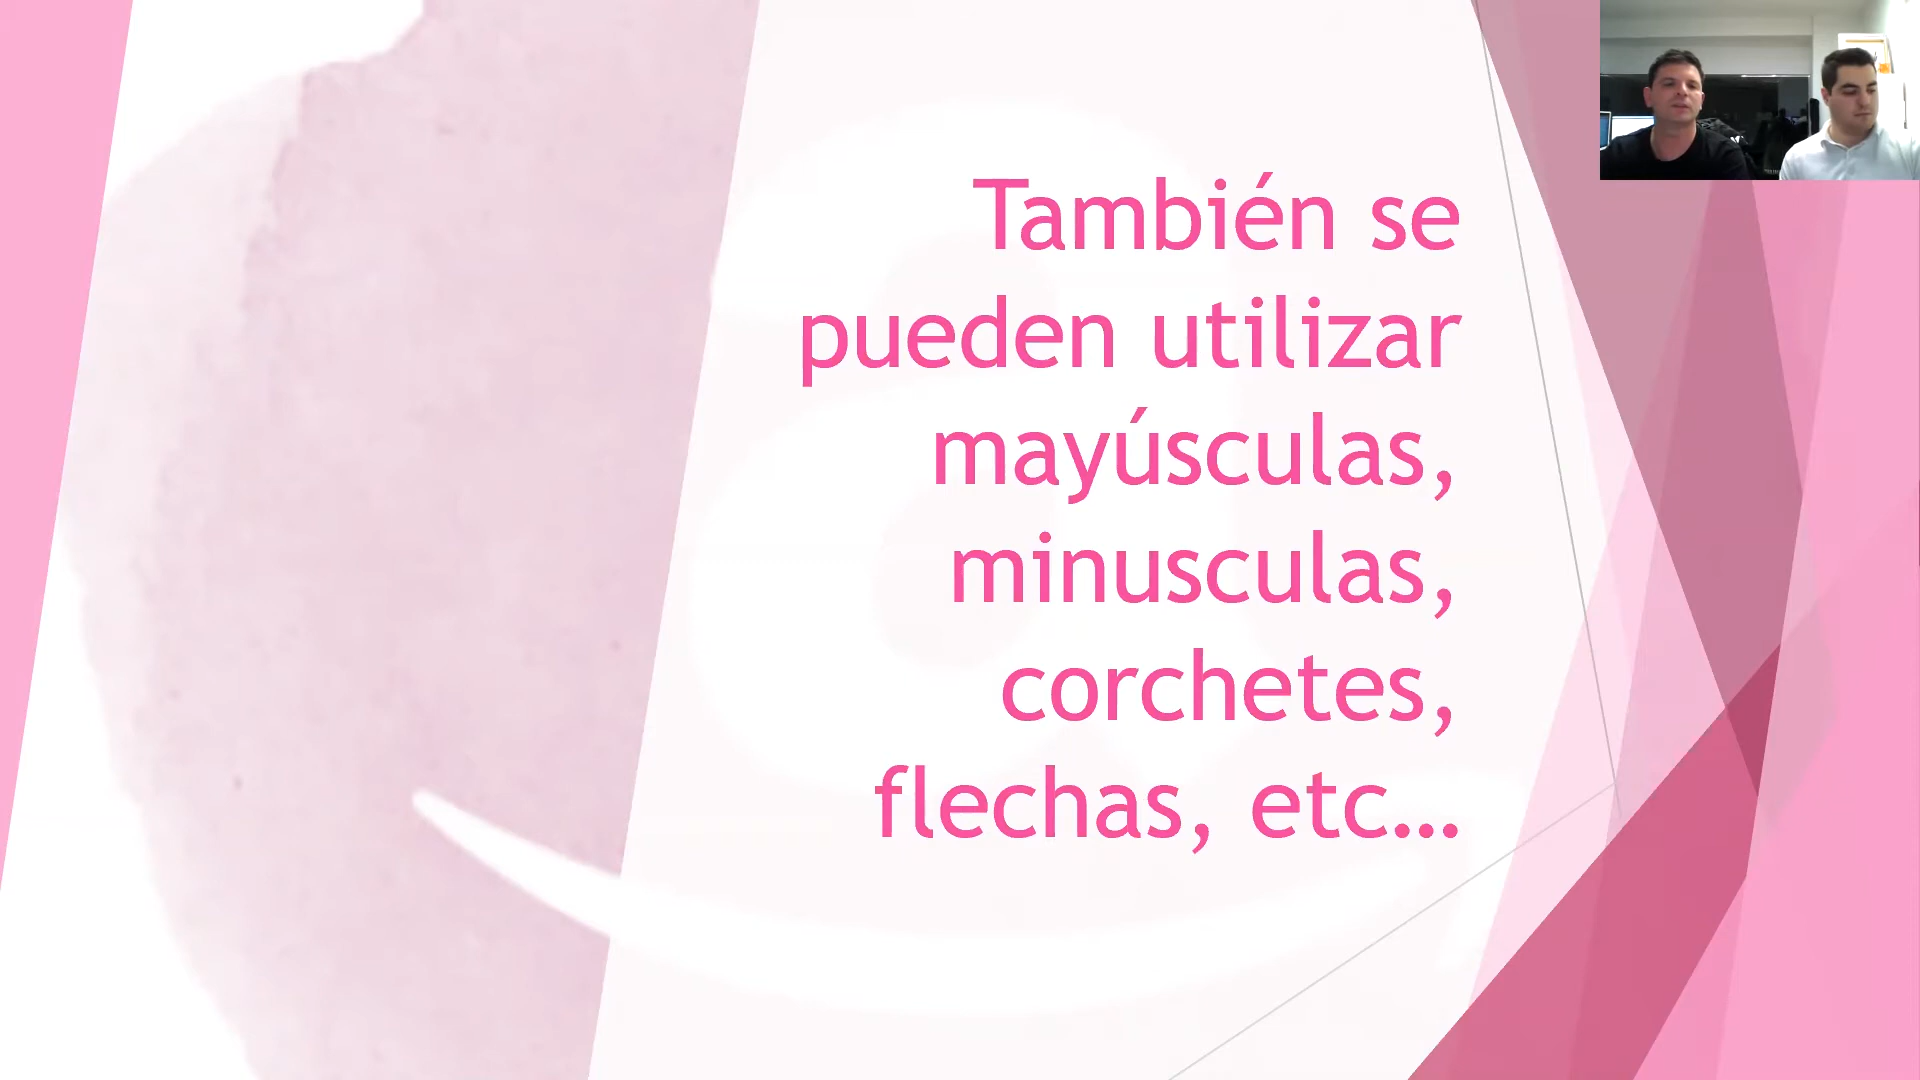 También se
pueden utilizar
mayúsculas,
minusculas,
corchetes,
flechas, etc…